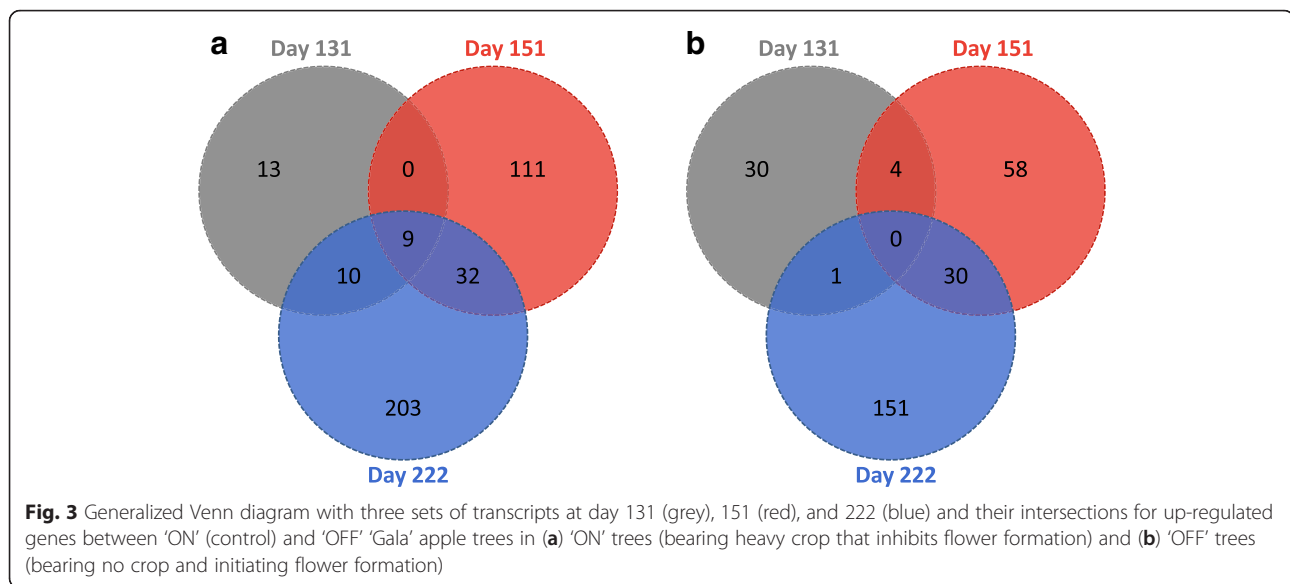 a
Day 131
Day 151
13
0
111
9
10
32
203
Day 222
b
Day 131
Day 151
30
4
58
0
1
30
151
Day 222
Fig. 3 Generalized Venn diagram with three sets of transcripts at day 131 (grey), 151 (red), and 222 (blue) and their intersections for up-regulated
genes between ‘ON’ (control) and ‘OFF’ ‘Gala’ apple trees in (a) ‘ON’ trees (bearing heavy crop that inhibits flower formation) and (b) ‘OFF’ trees
(bearing no crop and initiating flower formation)